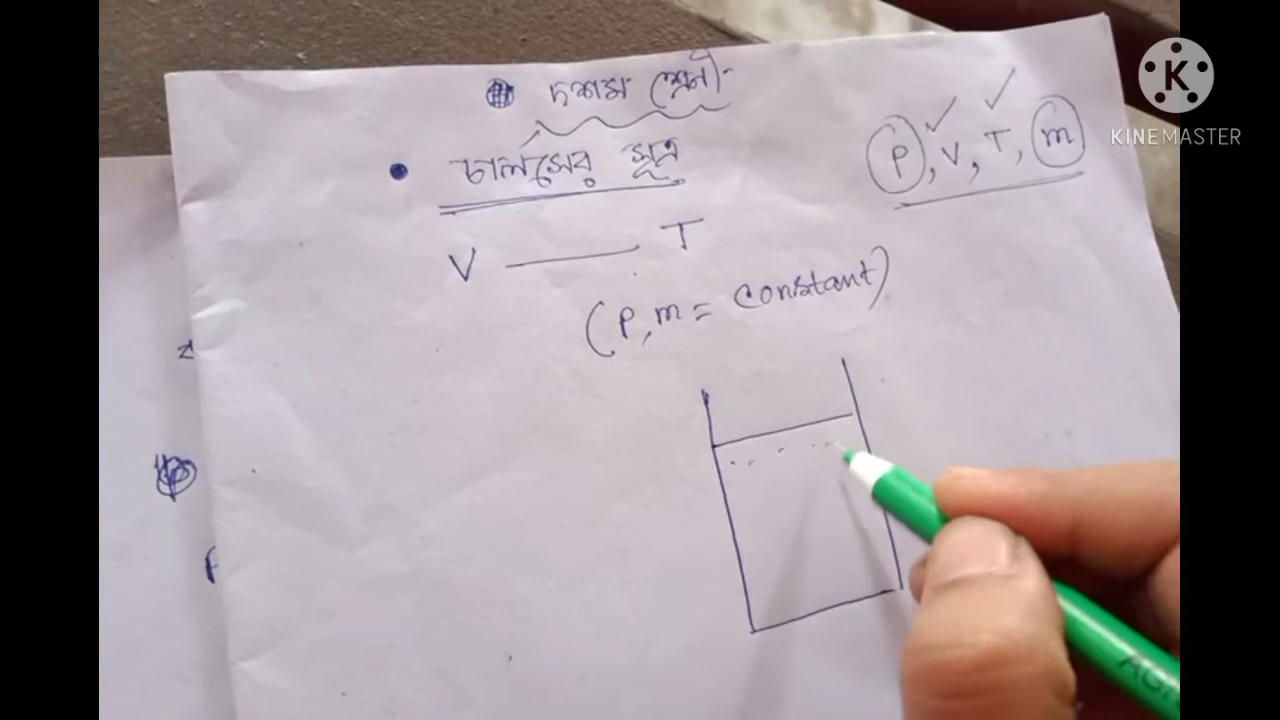 দশম শ্রেণী
চার্লসের সূত্র
P, V, T, m
V — T
(P, m = constant)
K
KINEMASTER